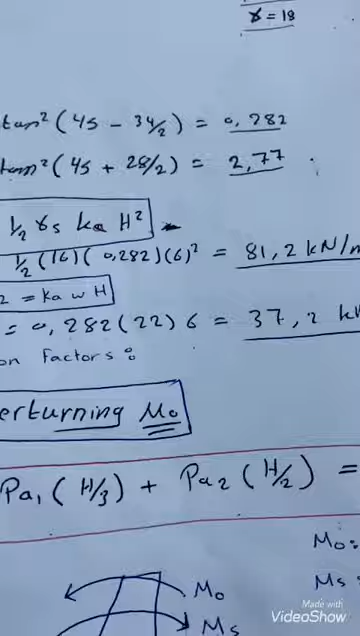 γ = 18
tan² (45 - 34/2) = 0,282
tan² (45 + 28/2) = 2,77
1/2 γs ka H²
1/2 (16) (0,282) (6)² = 81,2 kN/m
2 = ka w H
= 0,282 (22) 6 = 37,2 k
on Factors :
erturning Mo
Pa1 (H/3) + Pa2 (H/2) =
Mo:
Ms
Mo
Ms
Made with
VideoShow